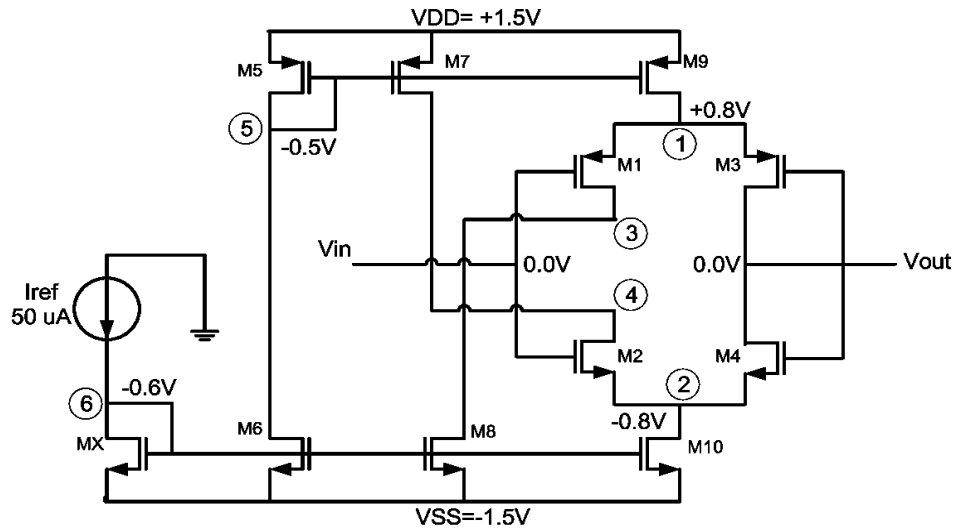 VDD= +1.5V
M5
M7
M9
5
-0.5V
+0.8V
1
M1
M3
3
Vin
0.0V
0.0V
Vout
4
Iref
50 uA
M2
M4
2
-0.8V
6
-0.6V
MX
M6
M8
M10
VSS=-1.5V